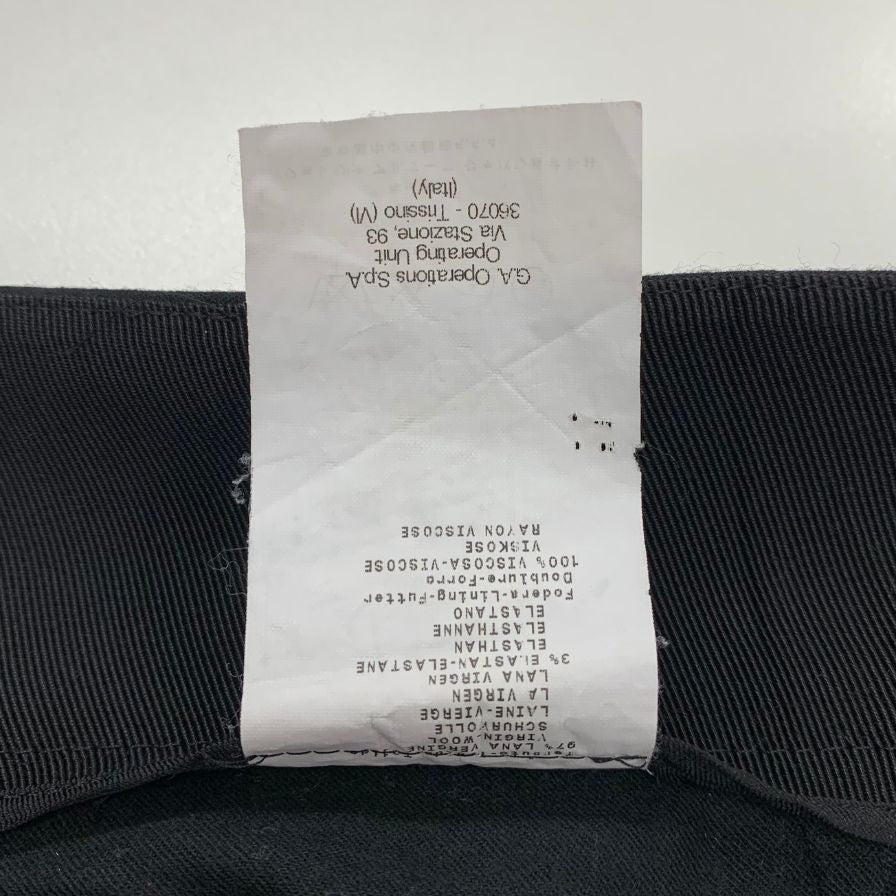 97% LANA VERGINE
VIRGIN-WOOL
SCHURWOLLE
LAINE-VIERGE
LA VIRGEN
LANA VIRGEN
3% ELASTAN-ELASTANE
ELASTHAN
ELASTHANNE
ELASTANO
Fodera-Lining-Futter
Doublure-Forro
100% VISCOSA-VISCOSE
VISKOSE
RAYON VISCOSE
G.A. Operations S.p.A.
Operating Unit
Via Stazione, 93
36070 - Trissino (VI)
(Italy)